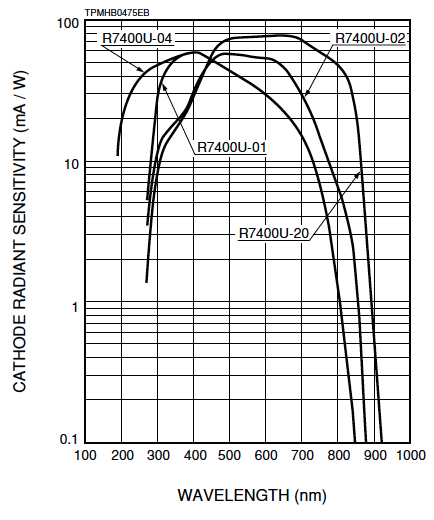 TPMHB0475EB
100
R7400U-04
R7400U-02
R7400U-01
10
R7400U-20
1
0.1
100 200 300 400 500 600 700 800 900 1000
CATHODE RADIANT SENSITIVITY (mA / W)
WAVELENGTH (nm)